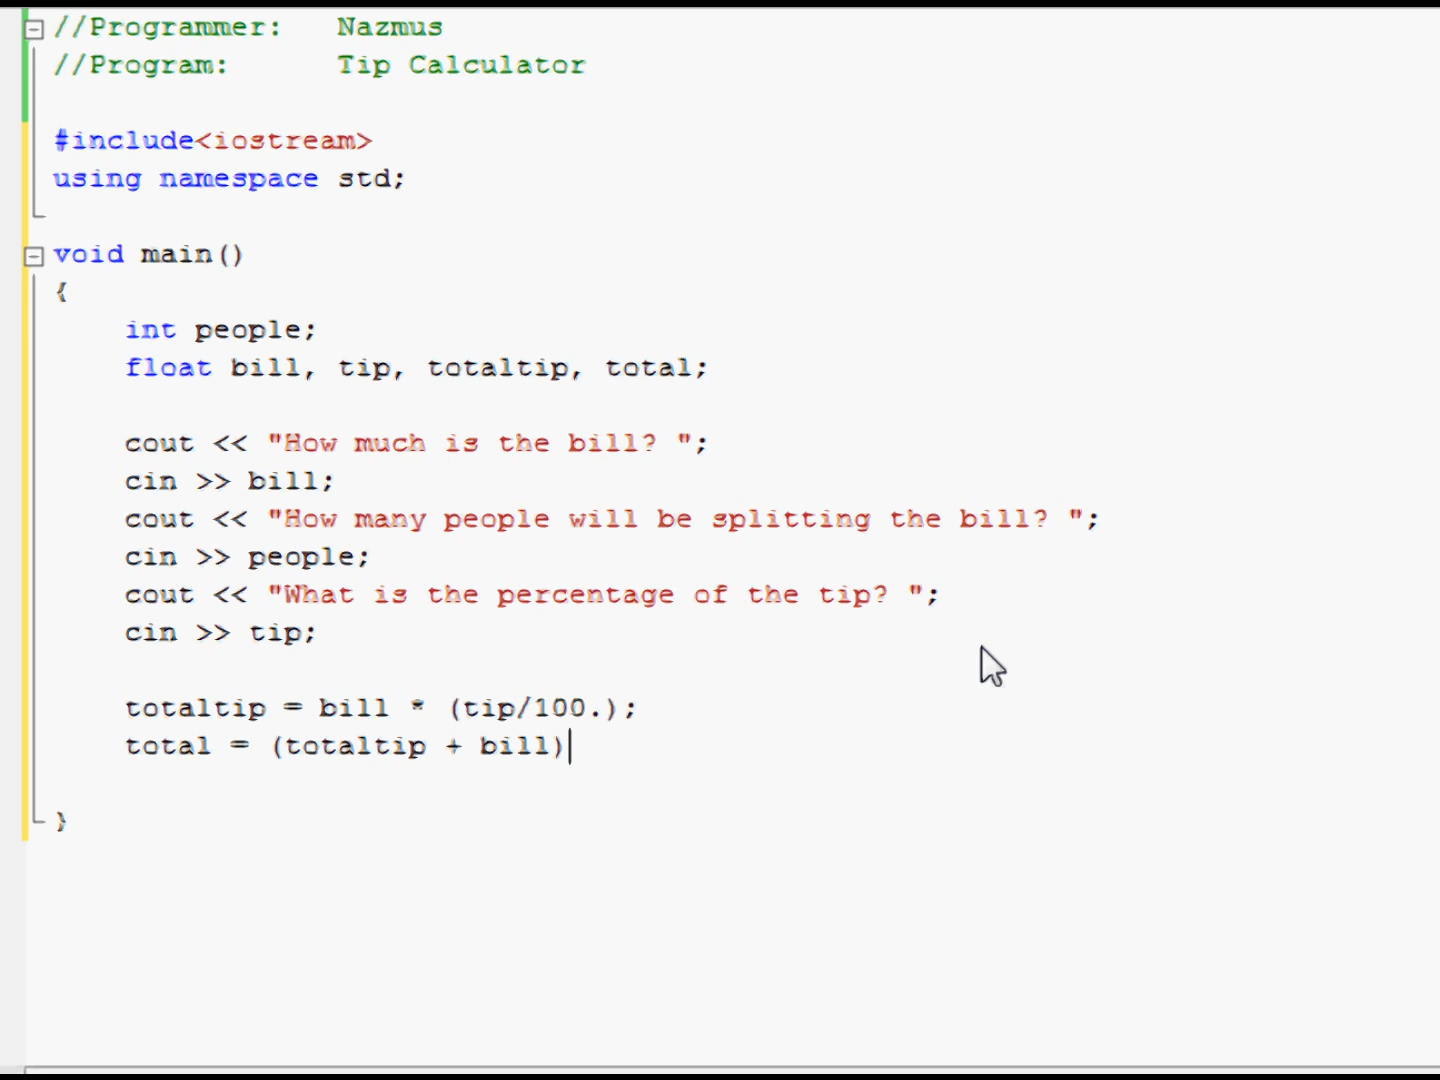 //Programmer:   Nazmus
//Program:      Tip Calculator
#include<iostream>
using namespace std;
void main()
{
    int people;
    float bill, tip, totaltip, total;
    cout << "How much is the bill? ";
    cin >> bill;
    cout << "How many people will be splitting the bill? ";
    cin >> people;
    cout << "What is the percentage of the tip? ";
    cin >> tip;
    totaltip = bill * (tip/100.);
    total = (totaltip + bill)
}